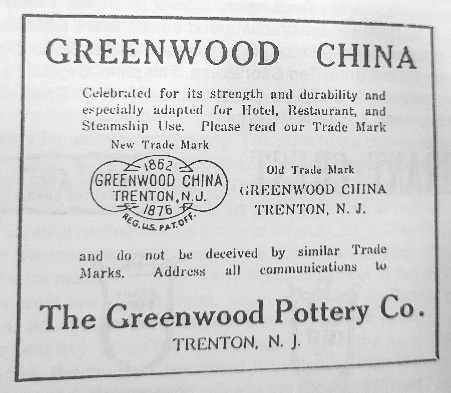 GREENWOOD CHINA
Celebrated for its strength and durability and
especially adapted for Hotel, Restaurant, and
Steamship Use. Please read our Trade Mark
New Trade Mark
1862
GREENWOOD CHINA
TRENTON, N.J.
1876
REG. U.S. PAT. OFF.
Old Trade Mark
GREENWOOD CHINA
TRENTON, N. J.
and do not be deceived by similar Trade
Marks. Address all communications to
The Greenwood Pottery Co.
TRENTON, N. J.